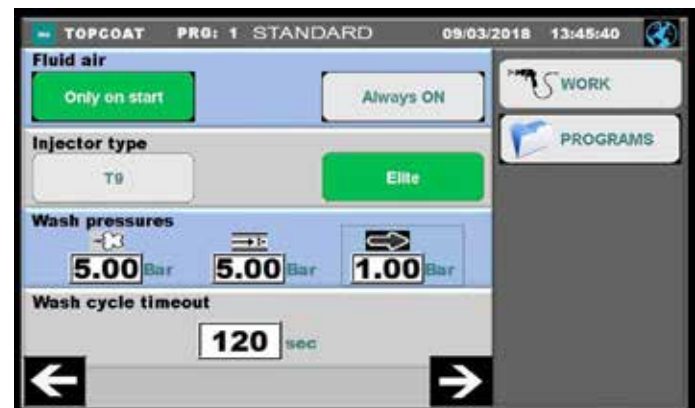 TOPCOAT PRG: 1 STANDARD 09/03/2018 13:45:40
Fluid air
Only on start Always ON
WORK
PROGRAMS
Injector type
T9 Elite
Wash pressures
5.00 Bar 5.00 Bar 1.00 Bar
Wash cycle timeout
120 sec